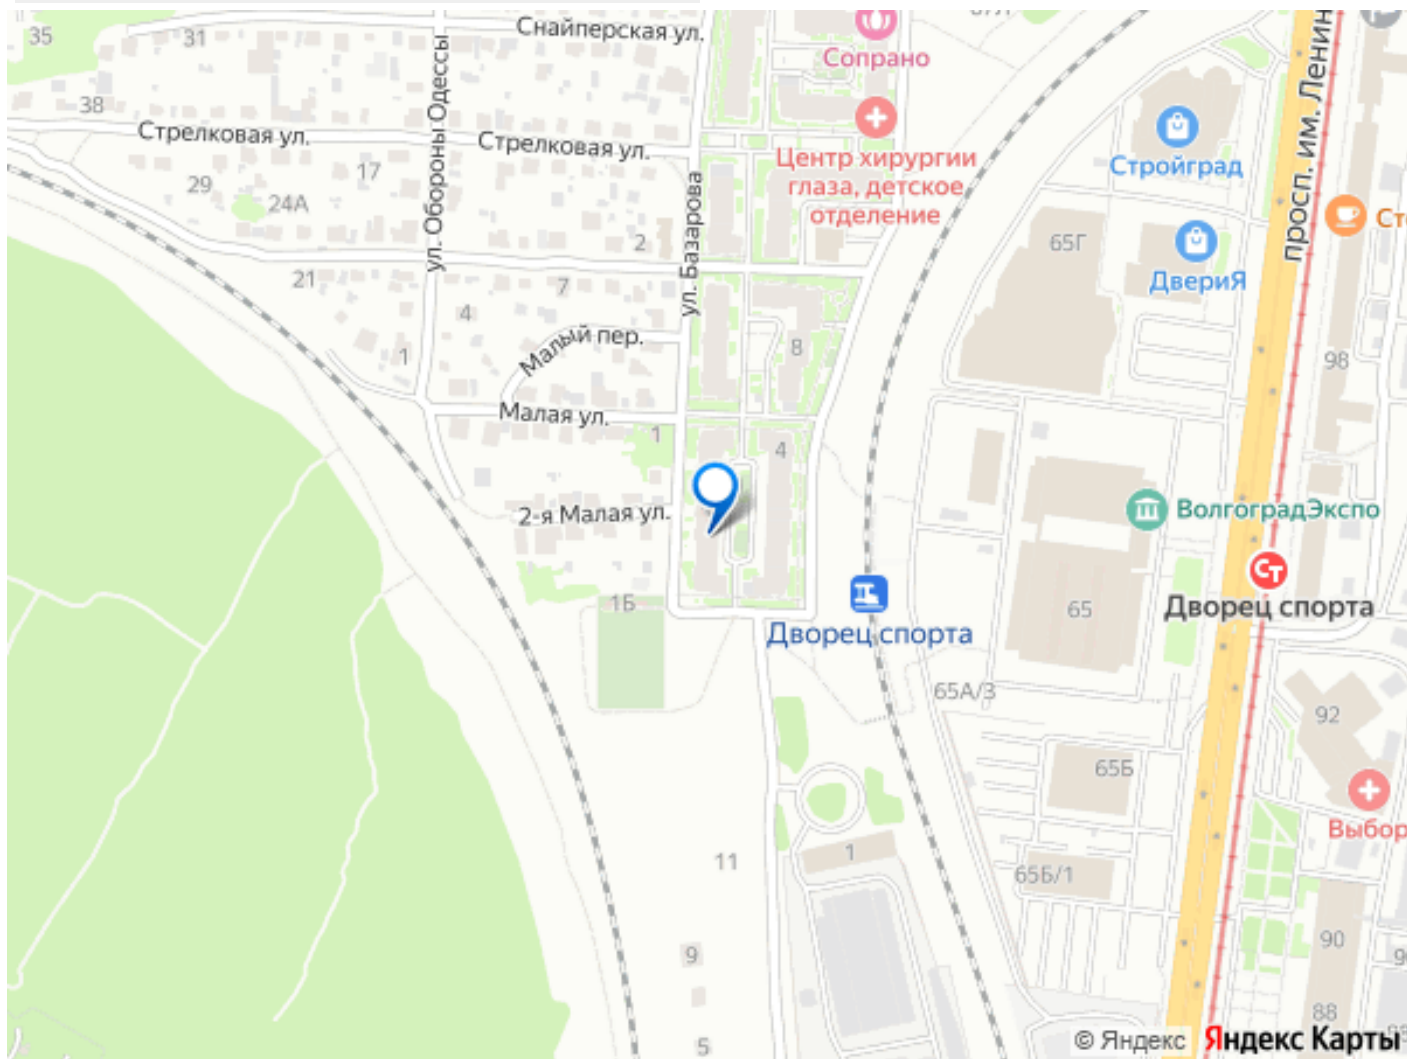 35
31
Снайперская ул.
Сопрано
просп. им. Ленин
38
Стрелковая ул.
ул. Обороны Одессы
Стрелковая ул.
Центр хирургии
глаза, детское
отделение
Стройград
17
29
24А
ул. Базарова
2
65Г
ДвериЯ
21
7
4
Малый пер.
8
98
1
Малая ул.
1
4
2-я Малая ул.
ВолгоградЭкспо
Ст
1Б
65
Дворец спорта
Дворец спорта
65А/3
92
65Б
Выбор
11
1
65Б/1
9
90
88
5
© Яндекс
Яндекс Карты